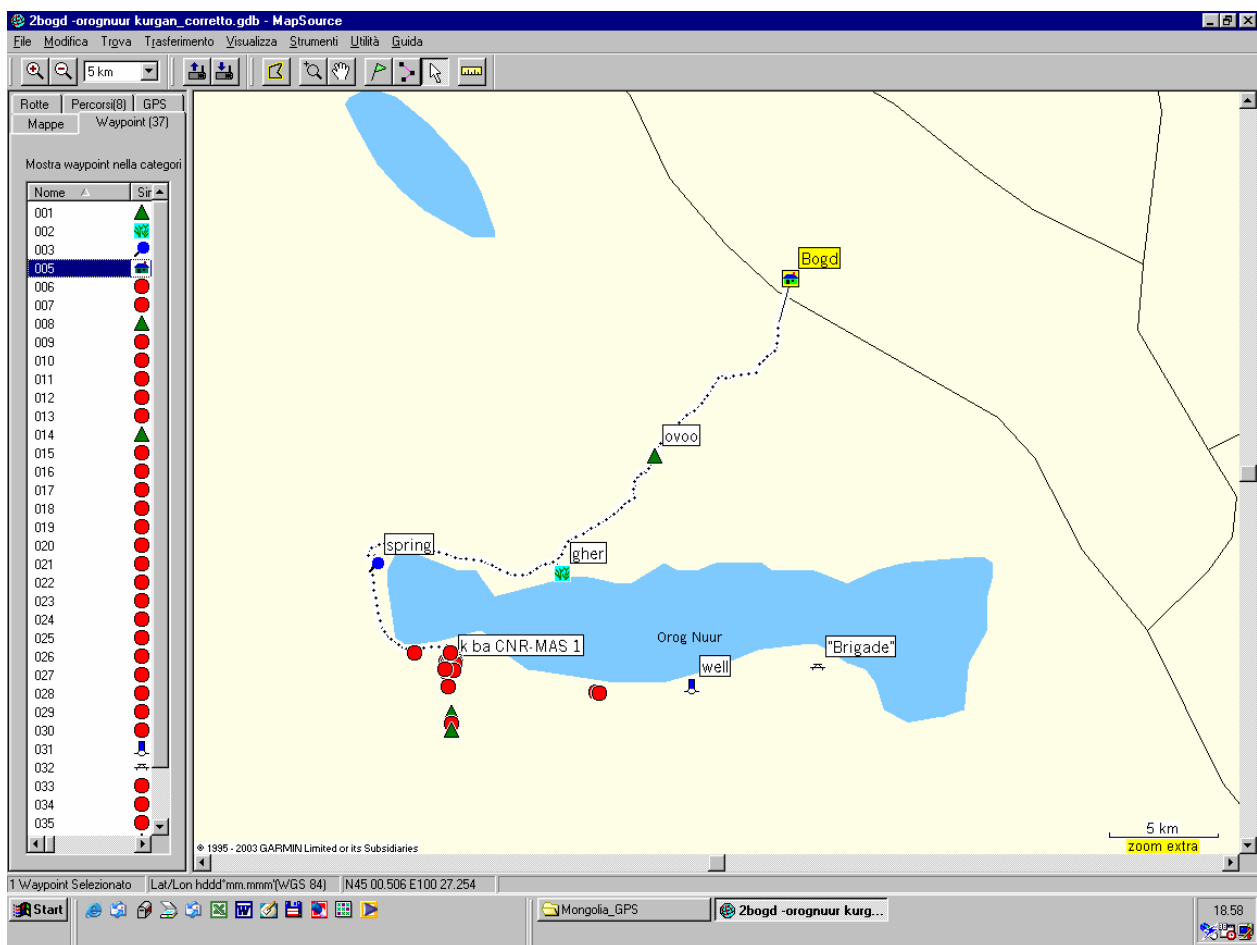 2bogd -orognuur kurgan_corretto.gdb - MapSource
File Modifica Trova Trasferimento Visualizza Strumenti Utilità Guida
5 km
Rotte Percorsi(8) GPS
Mappe Waypoint (37)
Mostra waypoint nella categori
Nome Sir
001
002
003
005
006
007
008
009
010
011
012
013
014
015
016
017
018
019
020
021
022
023
024
025
026
027
028
029
030
031
032
033
034
035
Bogd
ovoo
spring
gher
k ba CNR-MAS 1
Orog Nuur
"Brigade"
well
5 km
zoom extra
© 1995 - 2003 GARMIN Limited or its Subsidiaries
1 Waypoint Selezionato Lat/Lon hddd°mm.mmm'(WGS 84) N45 00.506 E100 27.254
Start Mongolia_GPS 2bogd -orognuur kurg... 18.58